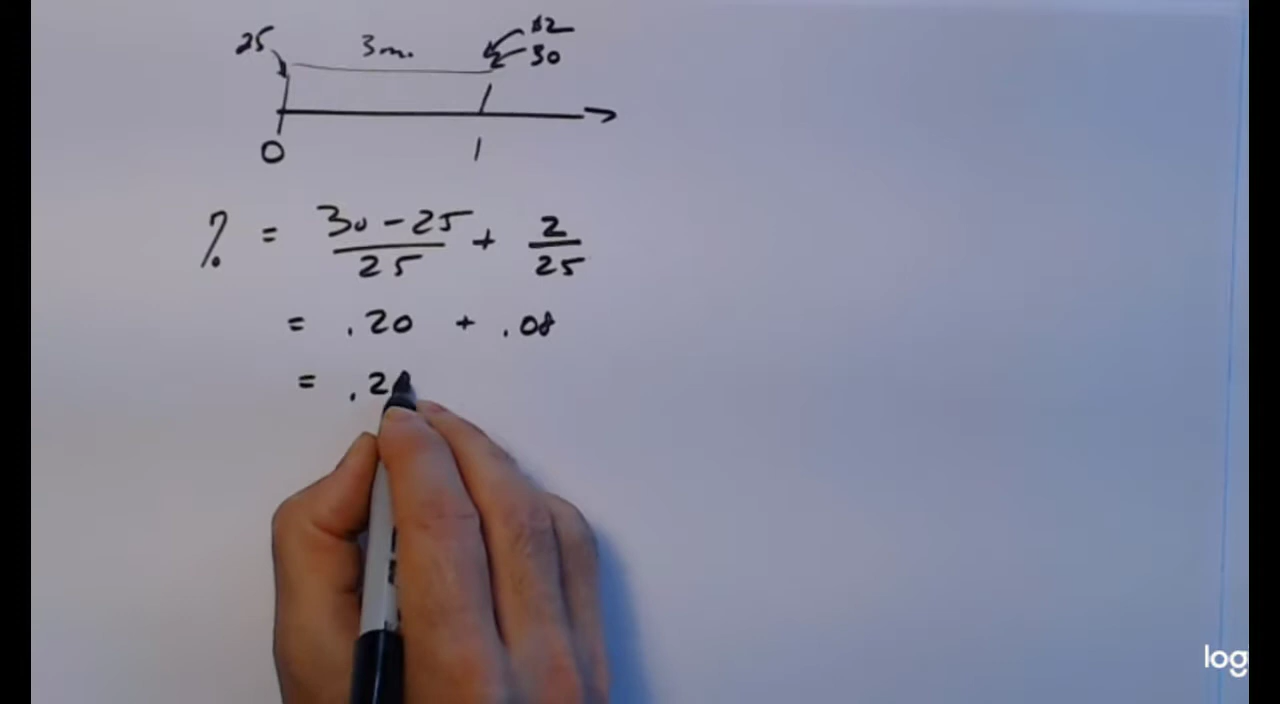 25 3m. $2
30
0 1
% = 30-25/25 + 2/25
= .20 + .08
= .2
log